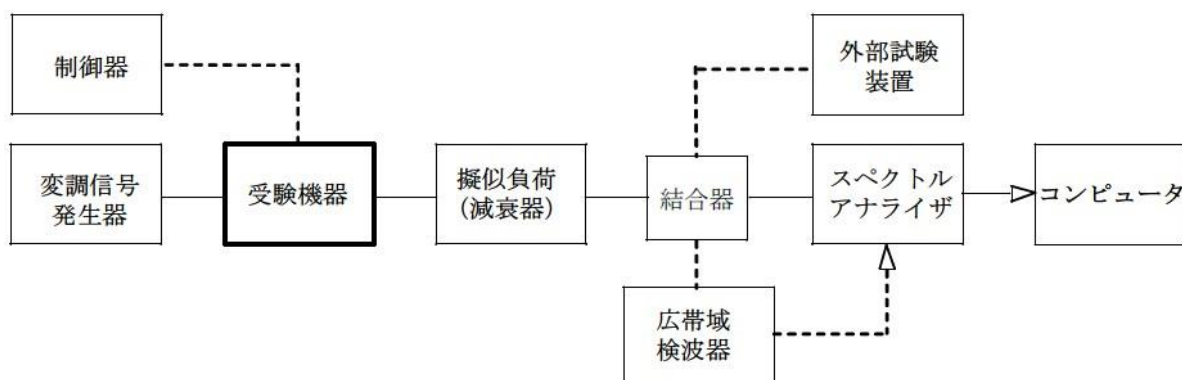 制御器
外部試験
装置
変調信号
発生器
受験機器
擬似負荷
(減衰器)
結合器
スペクトル
アナライザ
コンピュータ
広帯域
検波器